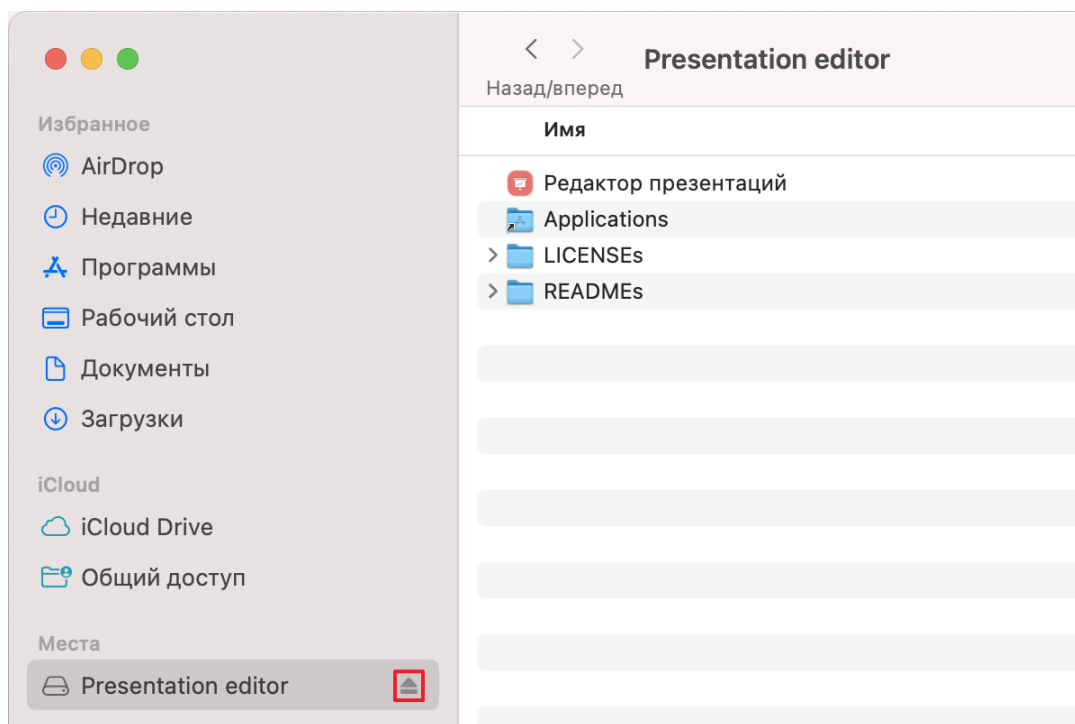 Избранное
AirDrop
Недавние
Программы
Рабочий стол
Документы
Загрузки
iCloud
iCloud Drive
Общий доступ
Места
Presentation editor
Назад/вперед
Presentation editor
Имя
Редактор презентаций
Applications
LICENSEs
READMEs